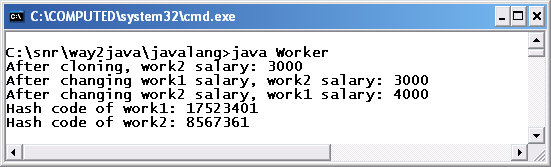 C:\COMPUTED\system32\cmd.exe
C:\snr\way2java\javalang>java Worker
After cloning, work2 salary: 3000
After changing work1 salary, work2 salary: 3000
After changing work2 salary, work1 salary: 4000
Hash code of work1: 17523401
Hash code of work2: 8567361